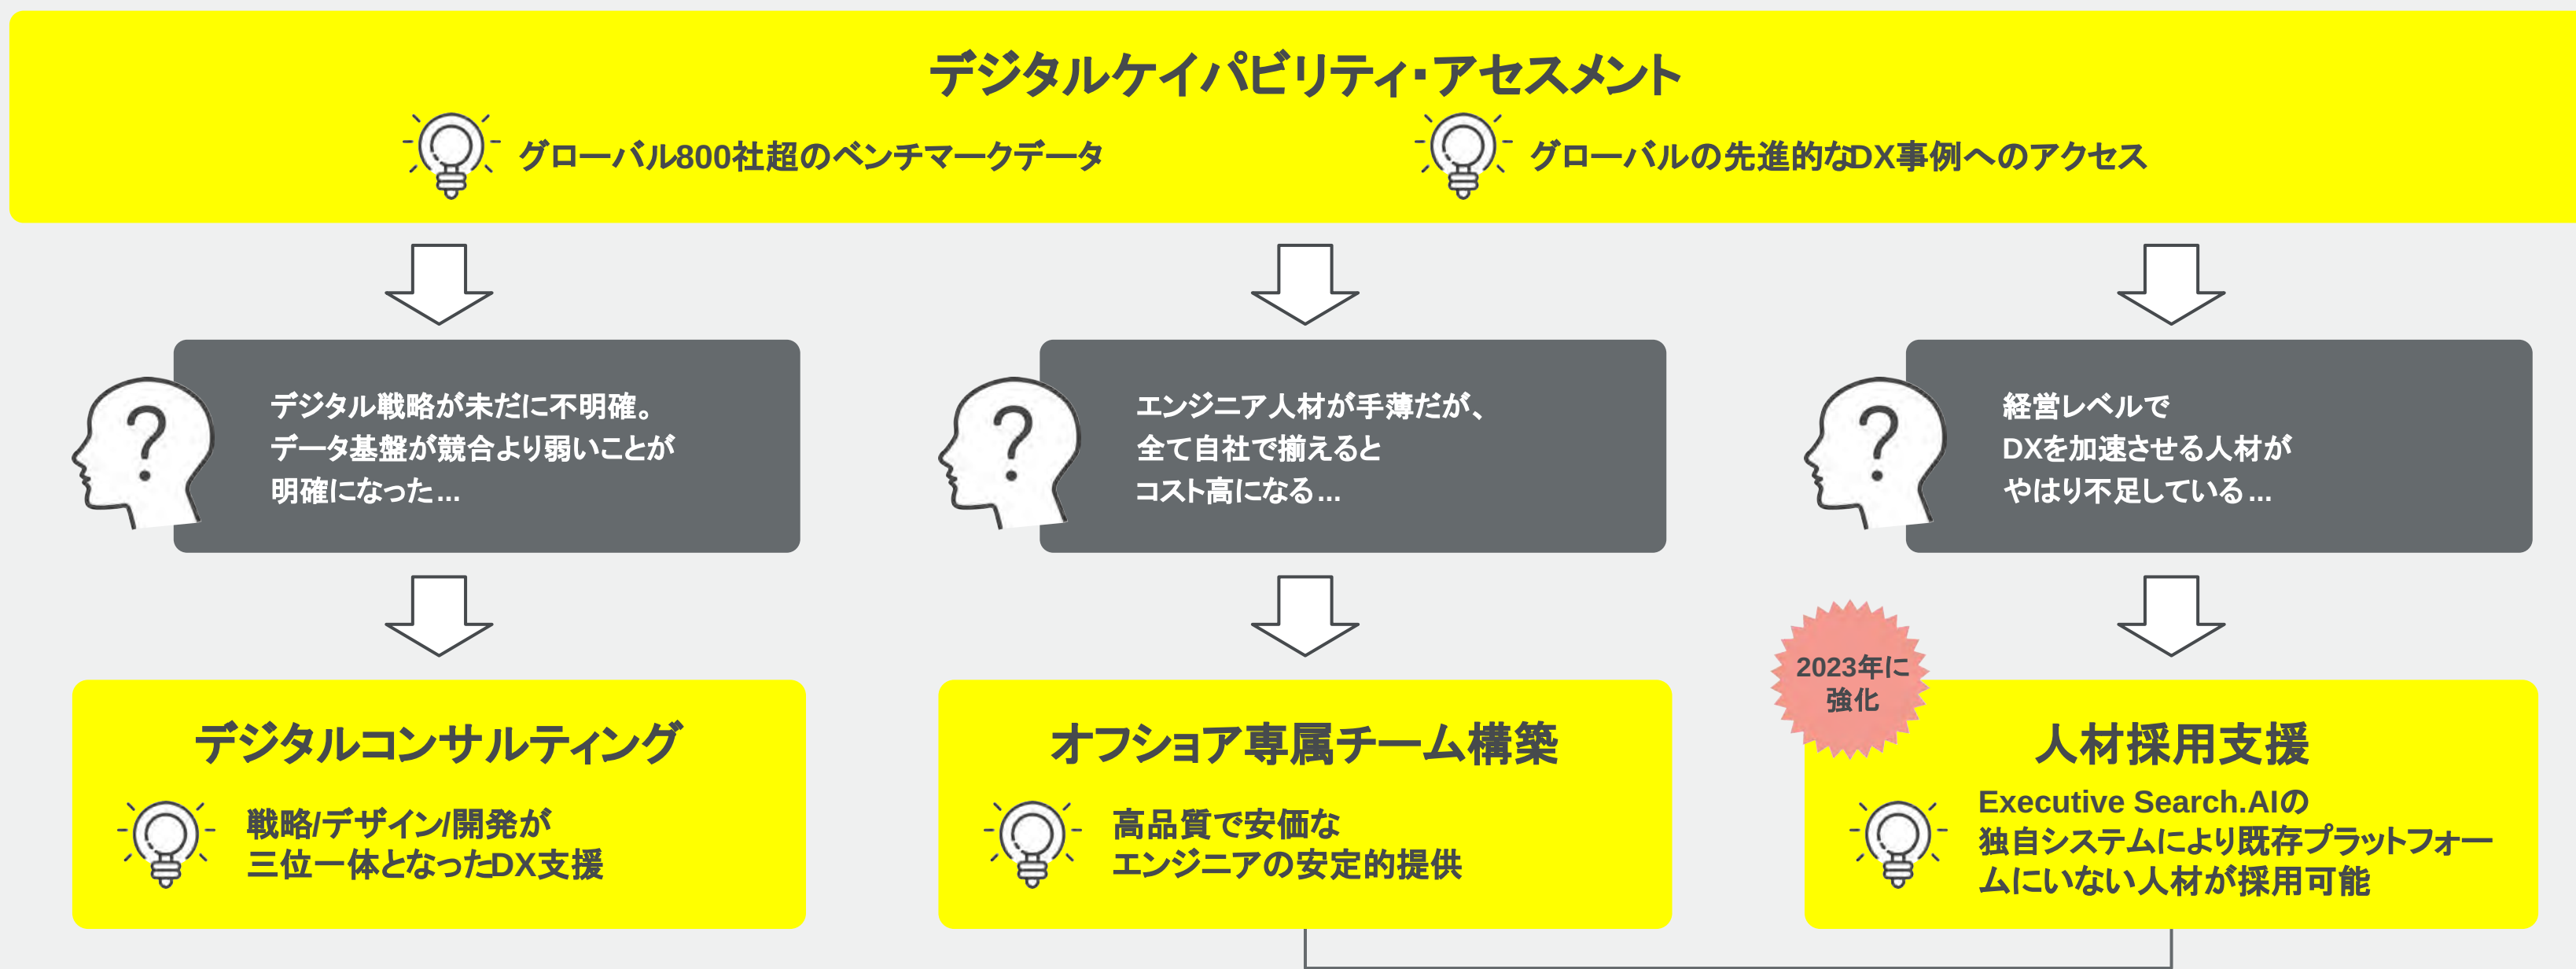 デジタルケイパビリティ・アセスメント
グローバル800社超のベンチマークデータ
グローバルの先進的なDX事例へのアクセス
デジタル戦略が未だに不明確。
データ基盤が競合より弱いことが
明確になった...
エンジニア人材が手薄だが、
全て自社で揃えると
コスト高になる...
経営レベルで
DXを加速させる人材が
やはり不足している...
デジタルコンサルティング
戦略/デザイン/開発が
三位一体となったDX支援
オフショア専属チーム構築
高品質で安価な
エンジニアの安定的提供
2023年に
強化
人材採用支援
Executive Search.AIの
独自システムにより既存プラットフォー
ムにいない人材が採用可能